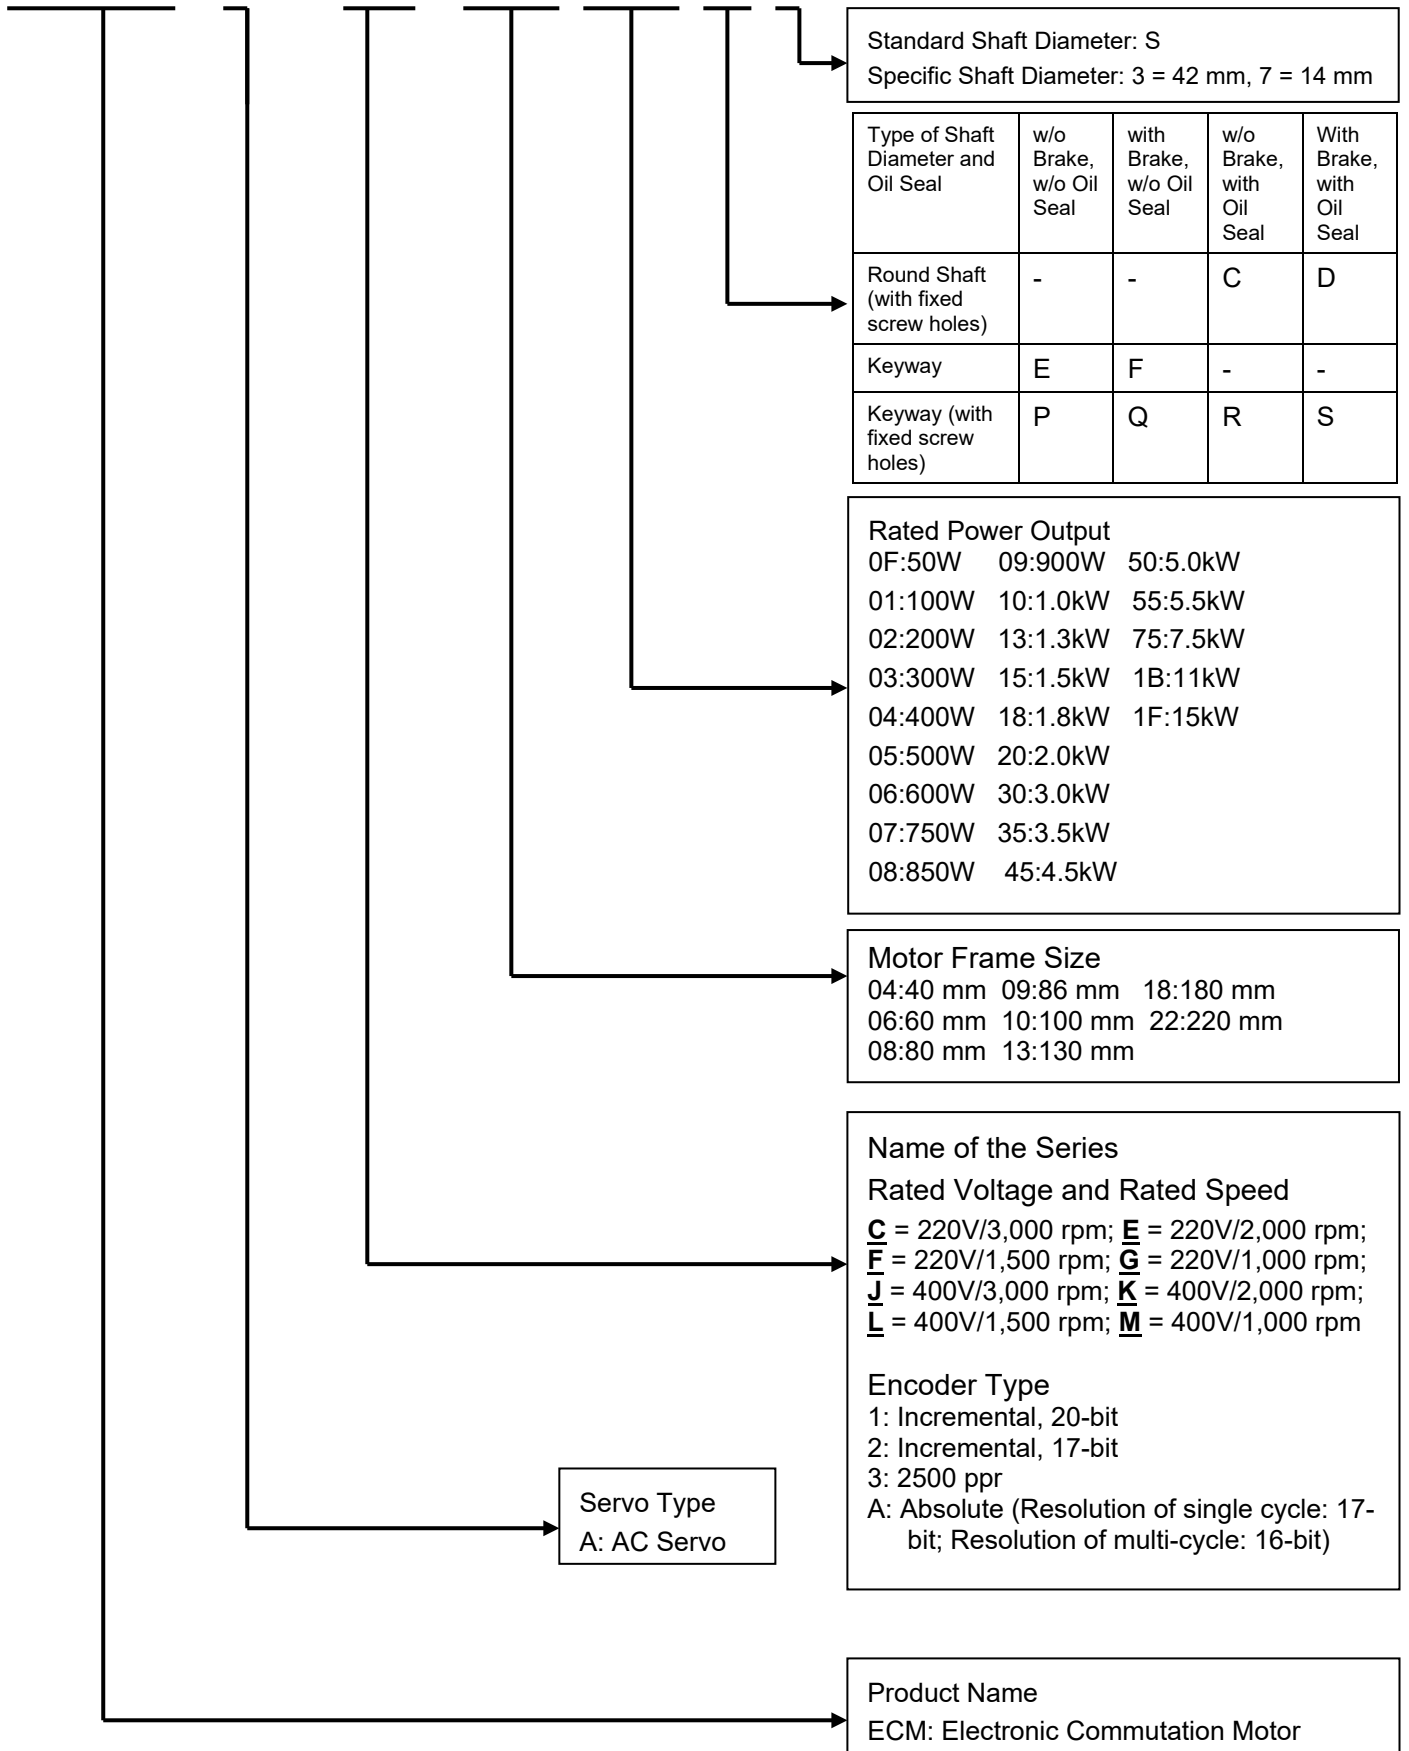 Standard Shaft Diameter: S
Specific Shaft Diameter: 3 = 42 mm, 7 = 14 mm
Type of Shaft Diameter and Oil Seal | w/o Brake, w/o Oil Seal | with Brake, w/o Oil Seal | w/o Brake, with Oil Seal | With Brake, with Oil Seal
Round Shaft (with fixed screw holes) | - | - | C | D
Keyway | E | F | - | -
Keyway (with fixed screw holes) | P | Q | R | S
Rated Power Output
0F:50W 09:900W 50:5.0kW
01:100W 10:1.0kW 55:5.5kW
02:200W 13:1.3kW 75:7.5kW
03:300W 15:1.5kW 1B:11kW
04:400W 18:1.8kW 1F:15kW
05:500W 20:2.0kW
06:600W 30:3.0kW
07:750W 35:3.5kW
08:850W 45:4.5kW
Motor Frame Size
04:40 mm 09:86 mm 18:180 mm
06:60 mm 10:100 mm 22:220 mm
08:80 mm 13:130 mm
Name of the Series
Rated Voltage and Rated Speed
C = 220V/3,000 rpm; E = 220V/2,000 rpm;
F = 220V/1,500 rpm; G = 220V/1,000 rpm;
J = 400V/3,000 rpm; K = 400V/2,000 rpm;
L = 400V/1,500 rpm; M = 400V/1,000 rpm
Encoder Type
1: Incremental, 20-bit
2: Incremental, 17-bit
3: 2500 ppr
A: Absolute (Resolution of single cycle: 17-
bit; Resolution of multi-cycle: 16-bit)
Servo Type
A: AC Servo
Product Name
ECM: Electronic Commutation Motor